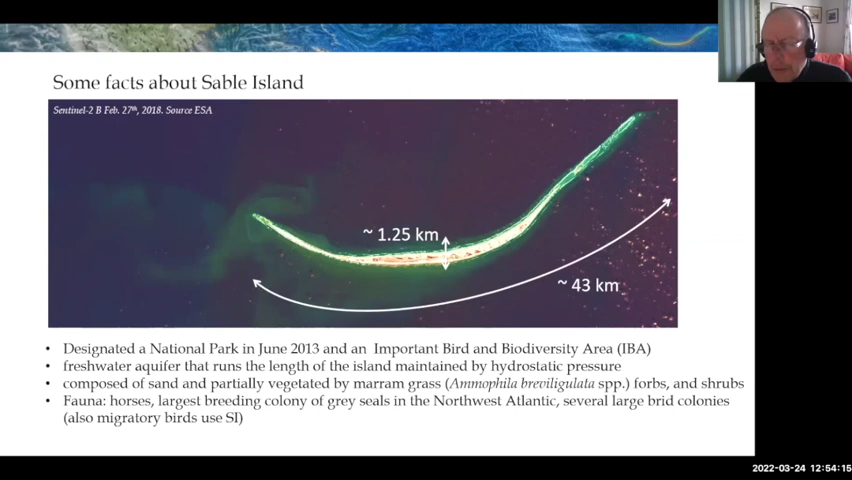 Some facts about Sable Island
Sentinel-2 B Feb. 27th, 2018. Source ESA
~ 1.25 km
~ 43 km
• Designated a National Park in June 2013 and an Important Bird and Biodiversity Area (IBA)
• freshwater aquifer that runs the length of the island maintained by hydrostatic pressure
• composed of sand and partially vegetated by marram grass (Ammophila breviligulata spp.) forbs, and shrubs
• Fauna: horses, largest breeding colony of grey seals in the Northwest Atlantic, several large brid colonies
(also migratory birds use SI)
2022-03-24 12:54:15